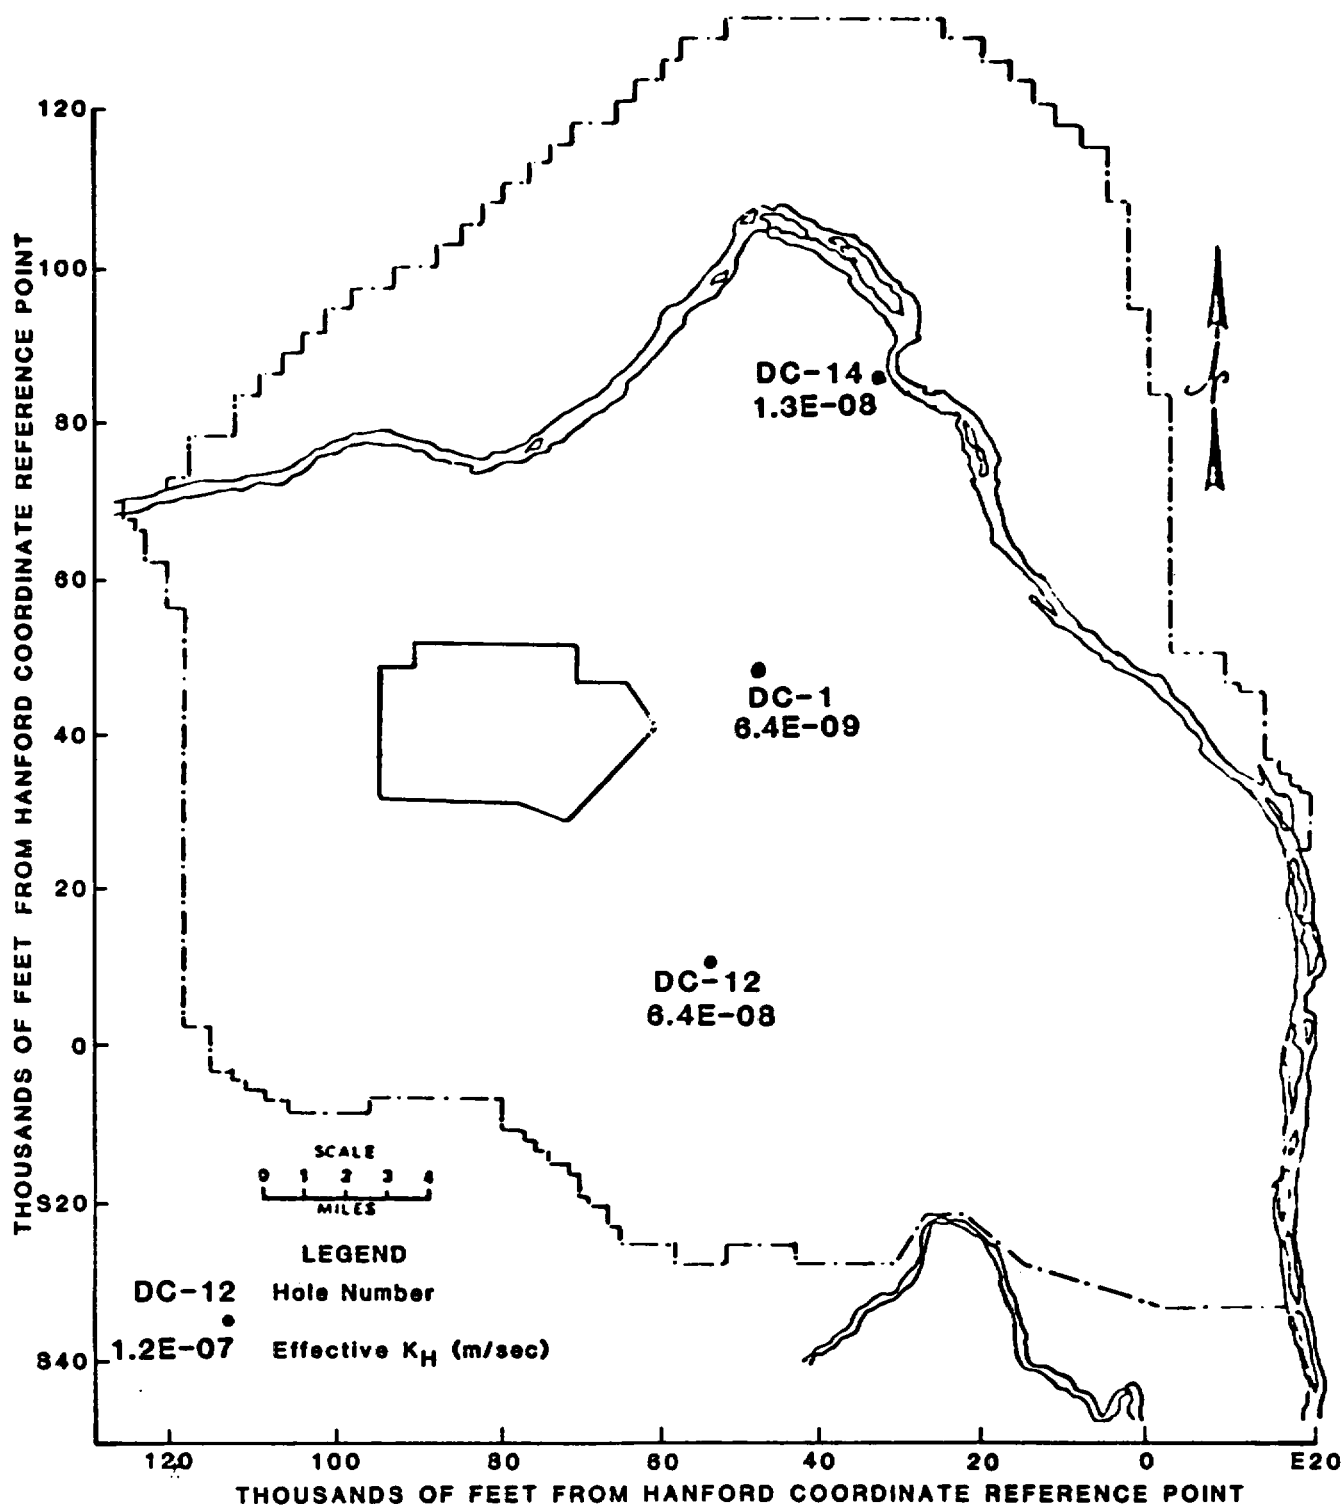 120
100
80
60
40
20
0
S20
S40
THOUSANDS OF FEET FROM HANFORD COORDINATE REFERENCE POINT
DC-14
1.3E-08
N
DC-1
6.4E-09
DC-12
6.4E-08
SCALE
0 1 2 3 4
MILES
LEGEND
DC-12 Hole Number
1.2E-07 Effective KH (m/sec)
120 100 80 60 40 20 0 E20
THOUSANDS OF FEET FROM HANFORD COORDINATE REFERENCE POINT